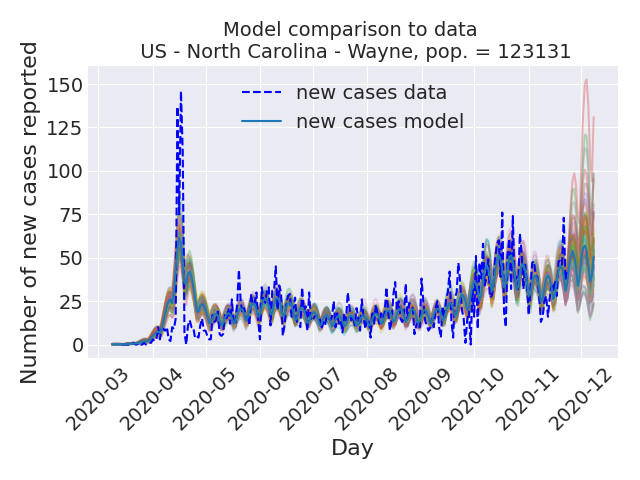 Model comparison to data
US - North Carolina - Wayne, pop. = 123131
new cases data
new cases model
Number of new cases reported
150
125
100
75
50
25
0
2020-03
2020-04
2020-05
2020-06
2020-07
2020-08
2020-09
2020-10
2020-11
2020-12
Day